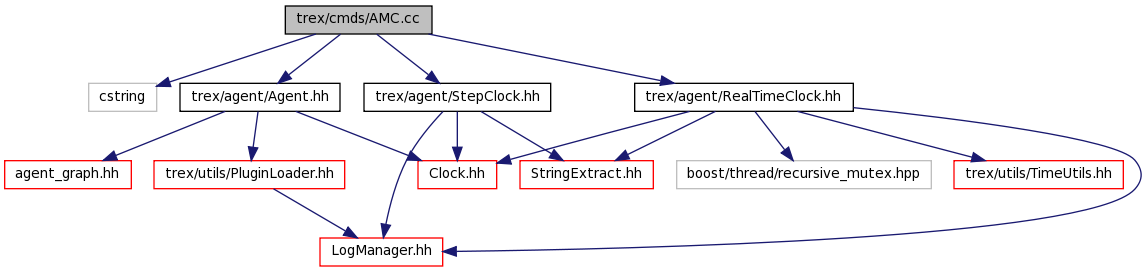 trex/cmds/AMC.cc
cstring
trex/agent/Agent.hh
trex/agent/StepClock.hh
trex/agent/RealTimeClock.hh
agent_graph.hh
trex/utils/PluginLoader.hh
Clock.hh
StringExtract.hh
boost/thread/recursive_mutex.hpp
trex/utils/TimeUtils.hh
LogManager.hh